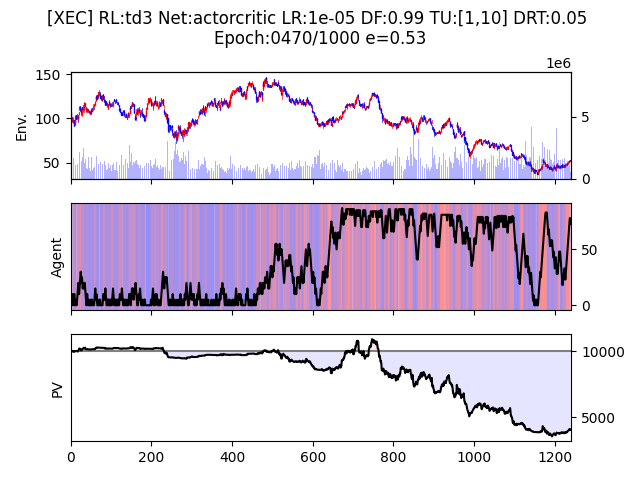 [XEC] RL:td3 Net:actorcritic LR:1e-05 DF:0.99 TU:[1,10] DRT:0.05
Epoch:0470/1000 e=0.53
1e6
150
100
50
Env.
5
0
Agent
50
0
PV
10000
5000
0 200 400 600 800 1000 1200